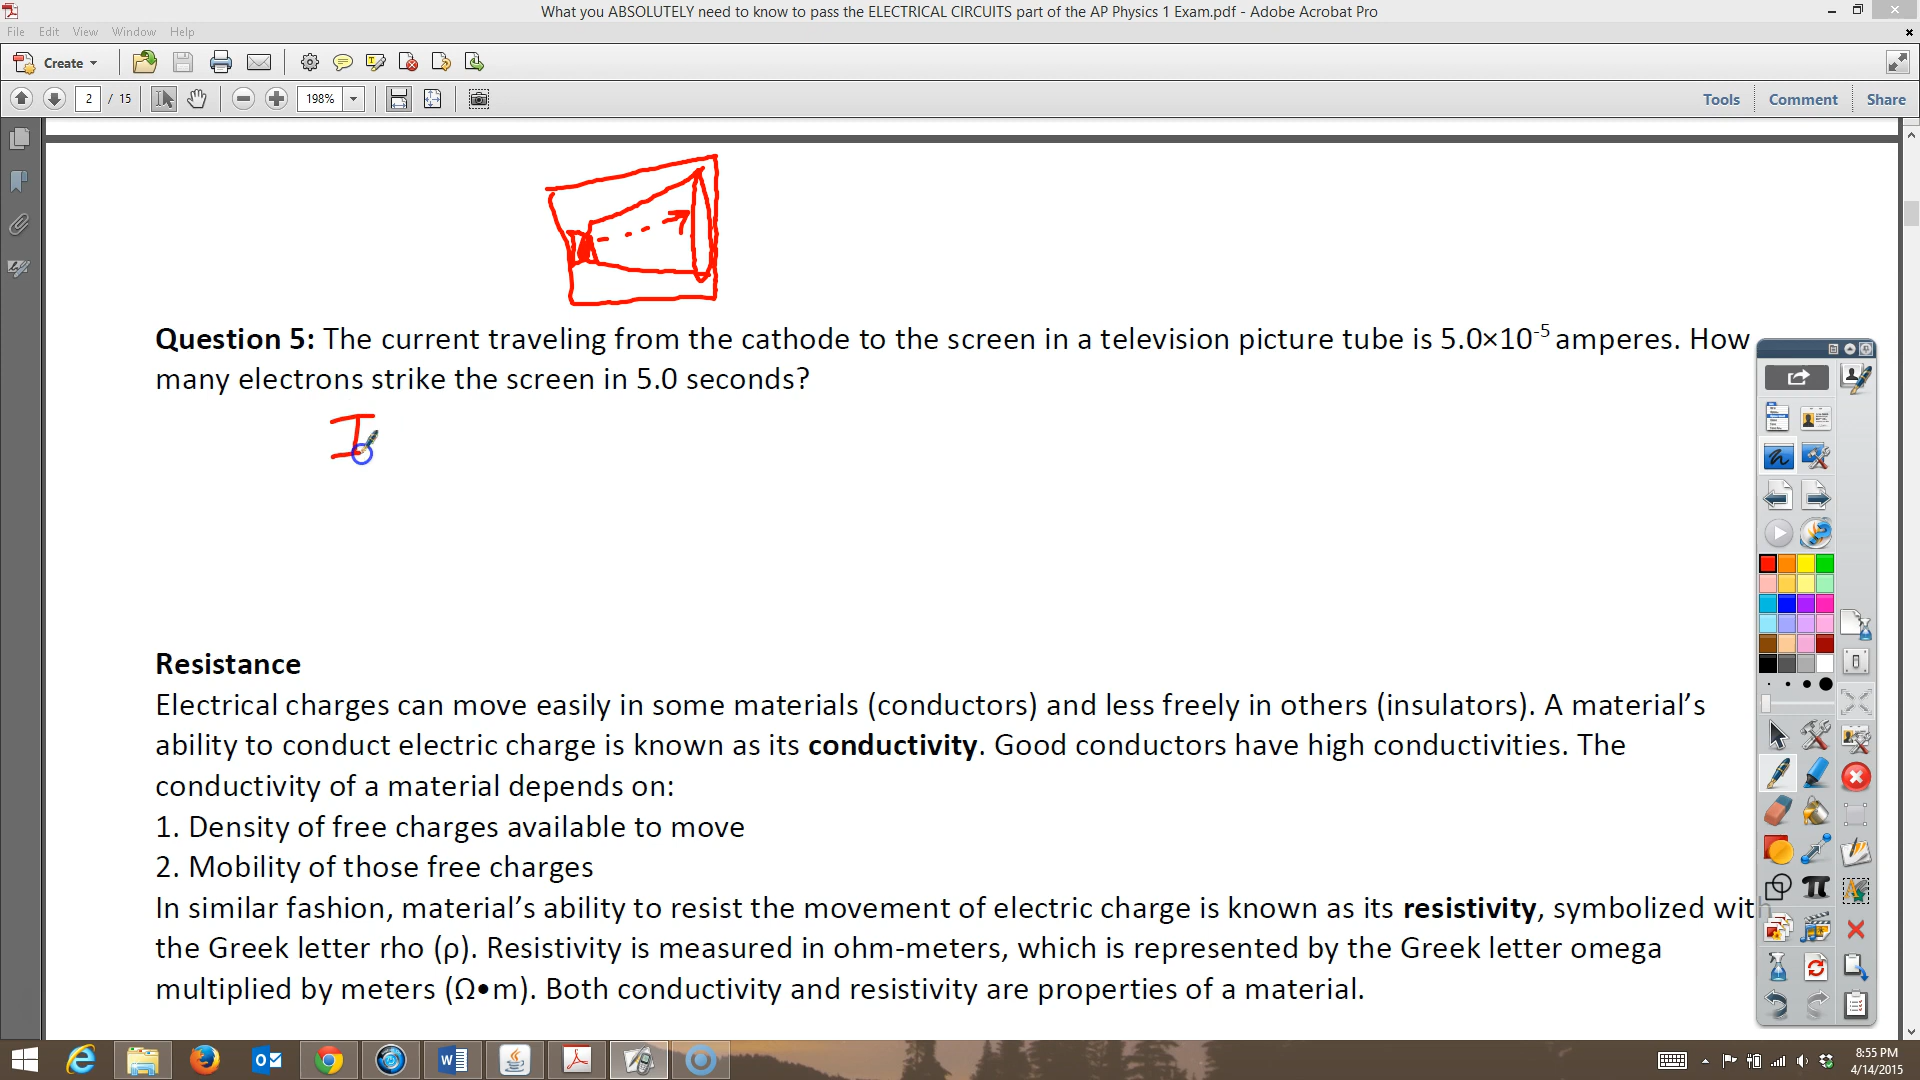 What you ABSOLUTELY need to know to pass the ELECTRICAL CIRCUITS part of the AP Physics 1 Exam.pdf - Adobe Acrobat Pro
File Edit View Window Help
Create
2 / 15 198% Tools Comment Share
Question 5: The current traveling from the cathode to the screen in a television picture tube is 5.0×10⁻⁵ amperes. How
many electrons strike the screen in 5.0 seconds?
I
Resistance
Electrical charges can move easily in some materials (conductors) and less freely in others (insulators). A material’s
ability to conduct electric charge is known as its conductivity. Good conductors have high conductivities. The
conductivity of a material depends on:
1. Density of free charges available to move
2. Mobility of those free charges
In similar fashion, material’s ability to resist the movement of electric charge is known as its resistivity, symbolized with
the Greek letter rho (ρ). Resistivity is measured in ohm-meters, which is represented by the Greek letter omega
multiplied by meters (Ω•m). Both conductivity and resistivity are properties of a material.
8:55 PM
4/14/2015